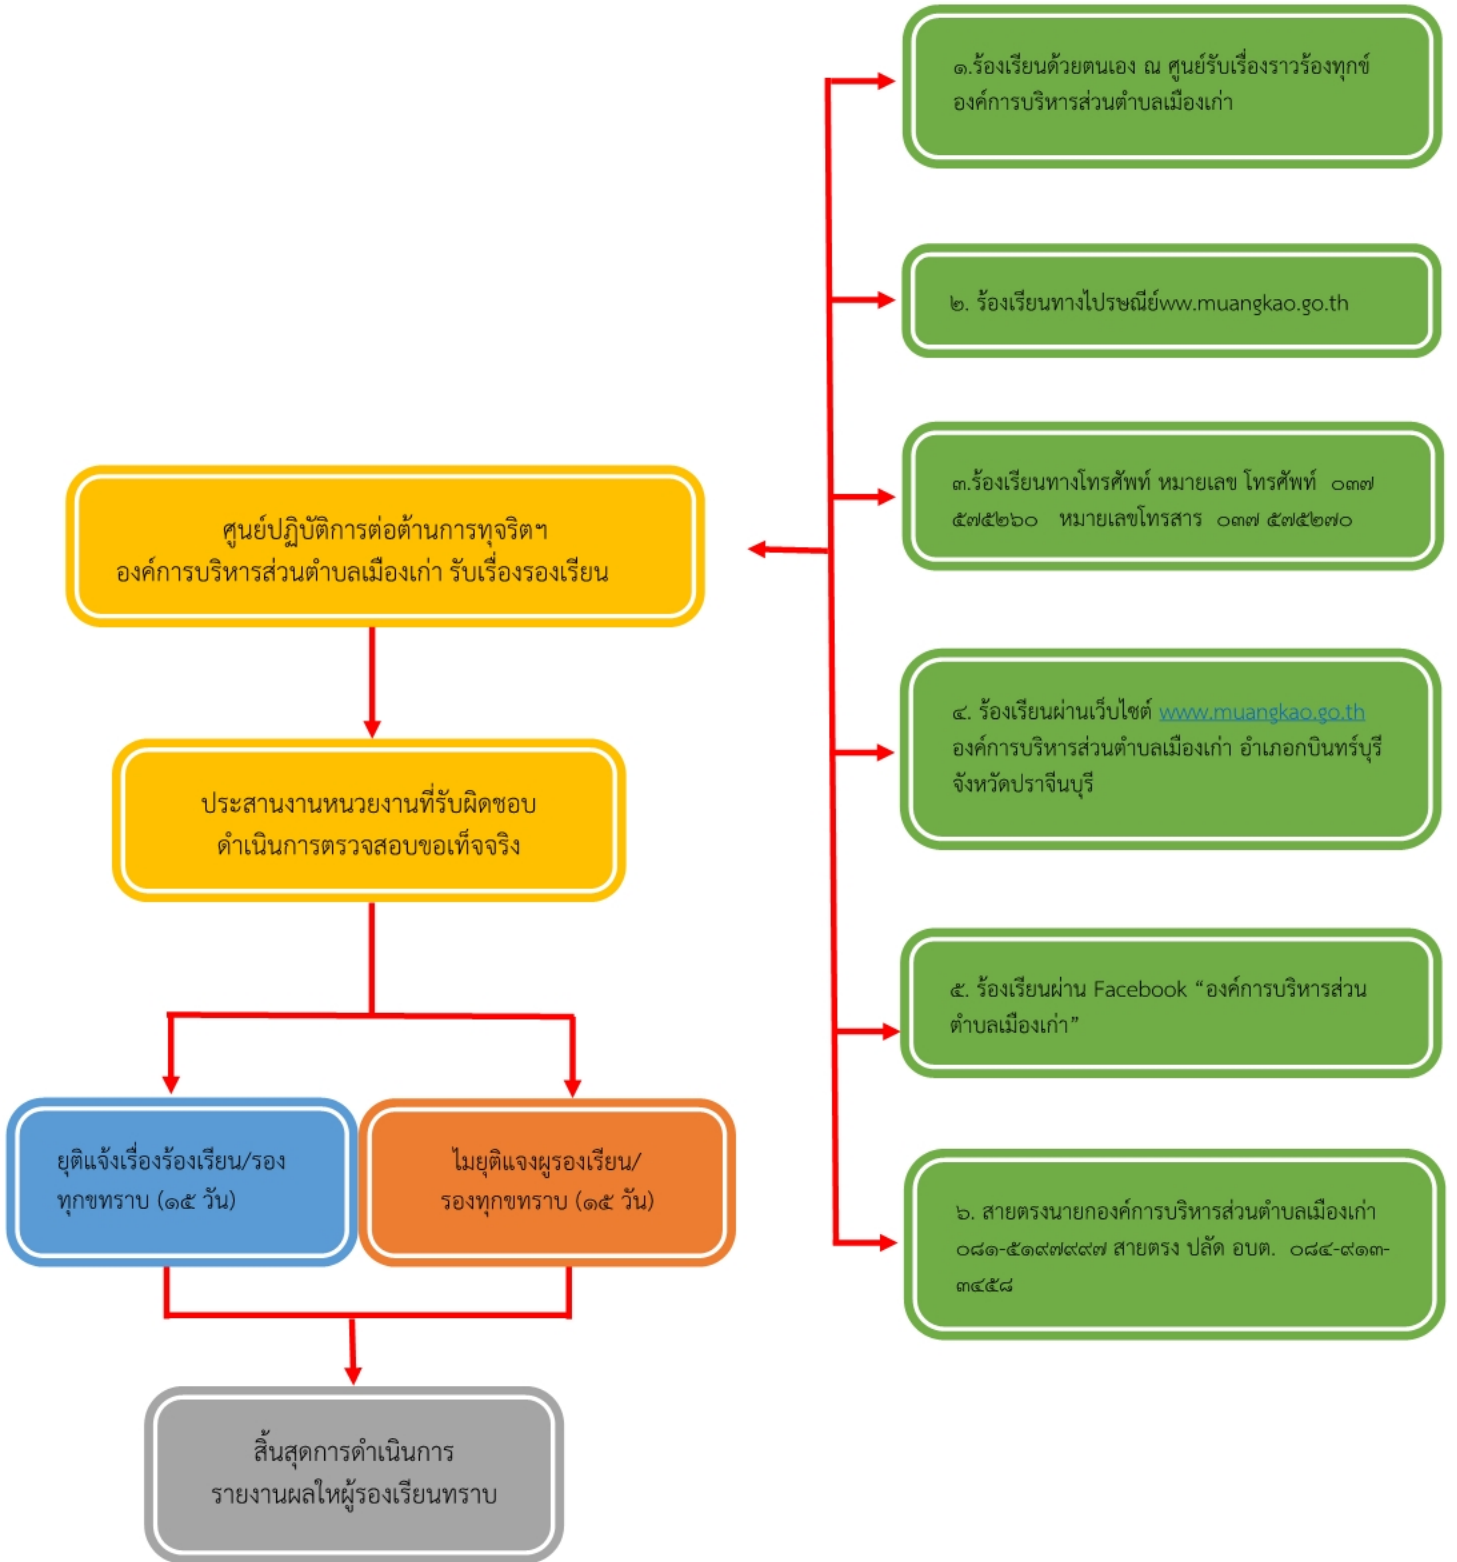 ๑.ร้องเรียนด้วยตนเอง ณ ศูนย์รับเรื่องราวร้องทุกข์
องค์การบริหารส่วนตำบลเมืองเก่า
๒. ร้องเรียนทางไปรษณีย์ww.muangkao.go.th
๓.ร้องเรียนทางโทรศัพท์ หมายเลข โทรศัพท์ ๐๓๗
๕๗๕๒๖๐ หมายเลขโทรสาร ๐๓๗ ๕๗๕๒๗๐
๔. ร้องเรียนผ่านเว็บไซต์ www.muangkao.go.th
องค์การบริหารส่วนตำบลเมืองเก่า อำเภอกบินทร์บุรี
จังหวัดปราจีนบุรี
๕. ร้องเรียนผ่าน Facebook “องค์การบริหารส่วน
ตำบลเมืองเก่า”
๖. สายตรงนายกองค์การบริหารส่วนตำบลเมืองเก่า
๐๘๑-๕๑๙๗๙๙๗ สายตรง ปลัด อบต. ๐๘๔-๙๑๓-
๓๔๕๘
ศูนย์ปฏิบัติการต่อต้านการทุจริตฯ
องค์การบริหารส่วนตำบลเมืองเก่า รับเรื่องรองเรียน
ประสานงานหนวยงานที่รับผิดชอบ
ดำเนินการตรวจสอบขอเท็จจริง
ยุติแจ้งเรื่องร้องเรียน/รอง
ทุกขทราบ (๑๕ วัน)
ไมยุติแจงผูรองเรียน/
รองทุกขทราบ (๑๕ วัน)
สิ้นสุดการดำเนินการ
รายงานผลใหผู้รองเรียนทราบ